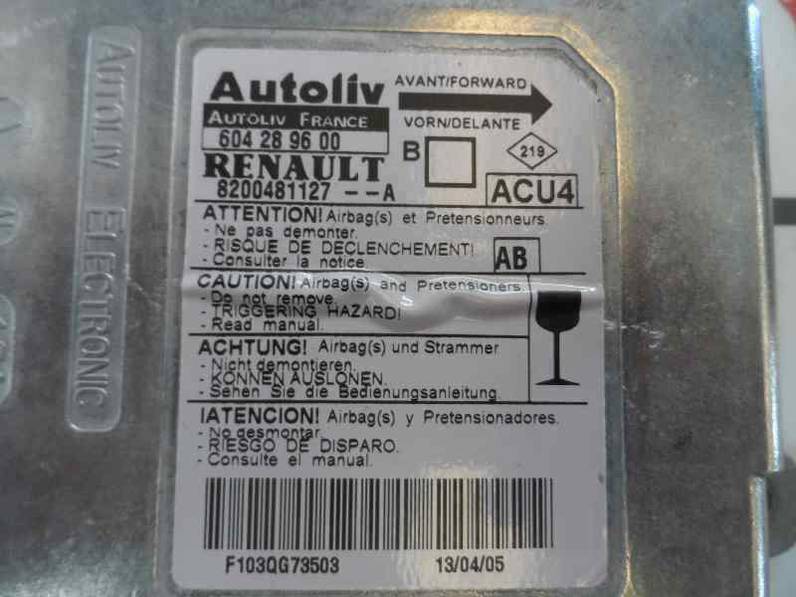 AUTOLIV ELECTRONIC
Autoliv
AVANT/FORWARD
AUTOLIV FRANCE
VORN/DELANTE
604 28 96 00
B
219
RENAULT
8200481127 --A
ACU4
ATTENTION! Airbag(s) et Pretensionneurs.
- Ne pas demonter.
- RISQUE DE DECLENCHEMENT!
- Consulter la notice
AB
CAUTION! Airbag(s) and Pretensioners.
- Do not remove.
- TRIGGERING HAZARD!
- Read manual.
ACHTUNG! Airbag(s) und Strammer
- Nicht demontieren.
- KÖNNEN AUSLONEN.
- Sehen Sie die Bedienungsanleitung.
IATENCION! Airbag(s) y Pretensionadores.
- No desmontar.
- RIESGO DE DISPARO.
- Consulte el manual.
F103QG73503
13/04/05